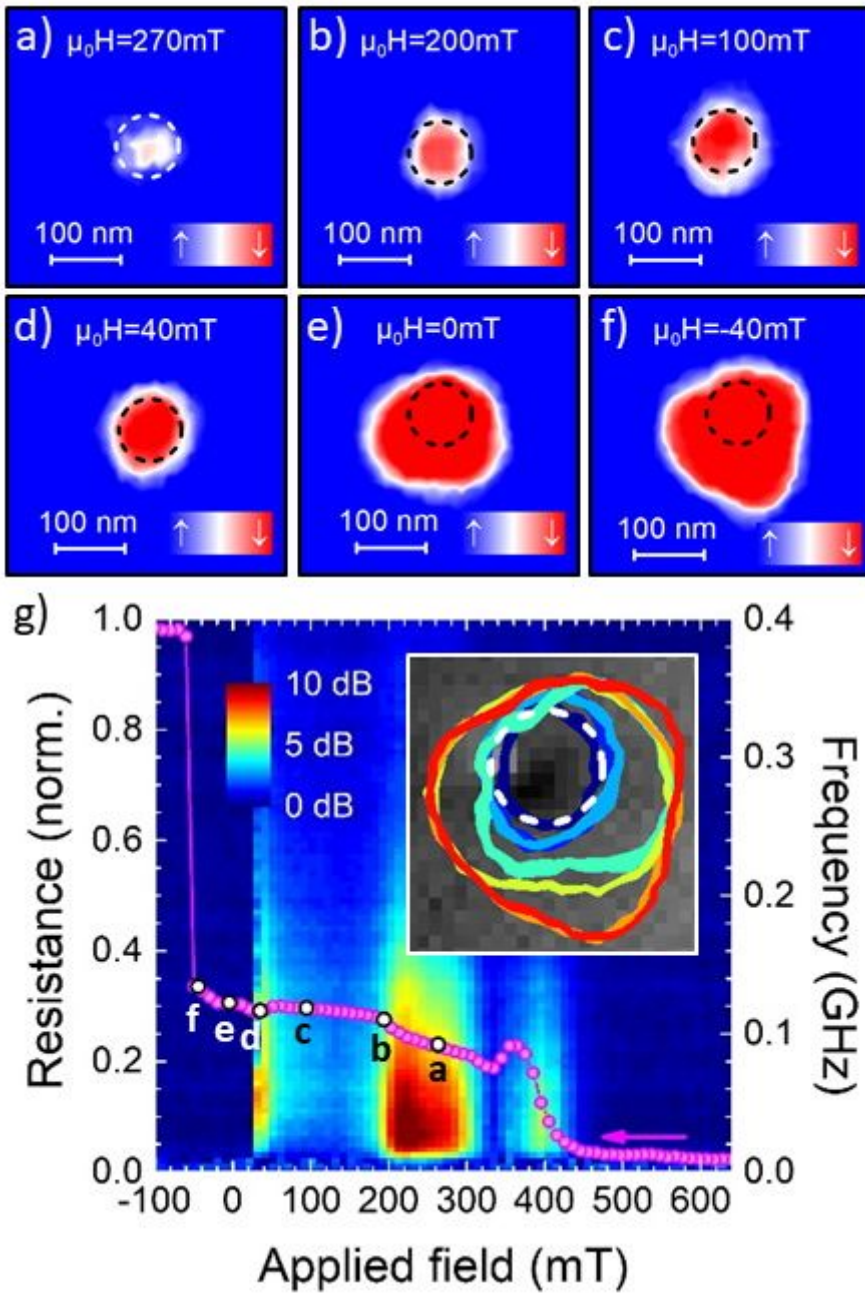 a) μ₀H=270mT
100 nm ↑ ↓
b) μ₀H=200mT
100 nm ↑ ↓
c) μ₀H=100mT
100 nm ↑ ↓
d) μ₀H=40mT
100 nm ↑ ↓
e) μ₀H=0mT
100 nm ↑ ↓
f) μ₀H=-40mT
100 nm ↑ ↓
g)
Resistance (norm.)
1.0
0.8
0.6
0.4
0.2
0.0
10 dB
5 dB
0 dB
f e d c b a
0.4
0.3
0.2
0.1
0.0
Frequency (GHz)
-100 0 100 200 300 400 500 600
Applied field (mT)